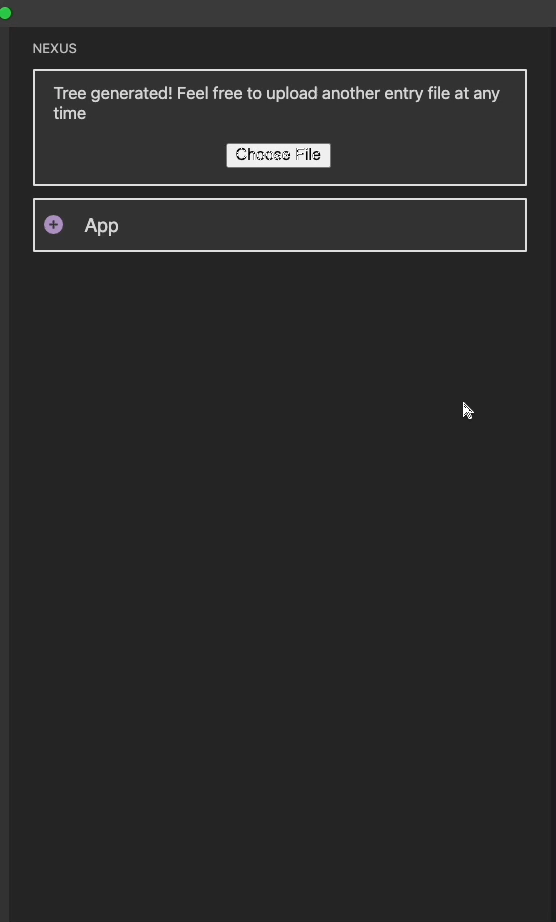 NEXUS
Tree generated! Feel free to upload another entry file at any
time
Choose File
App